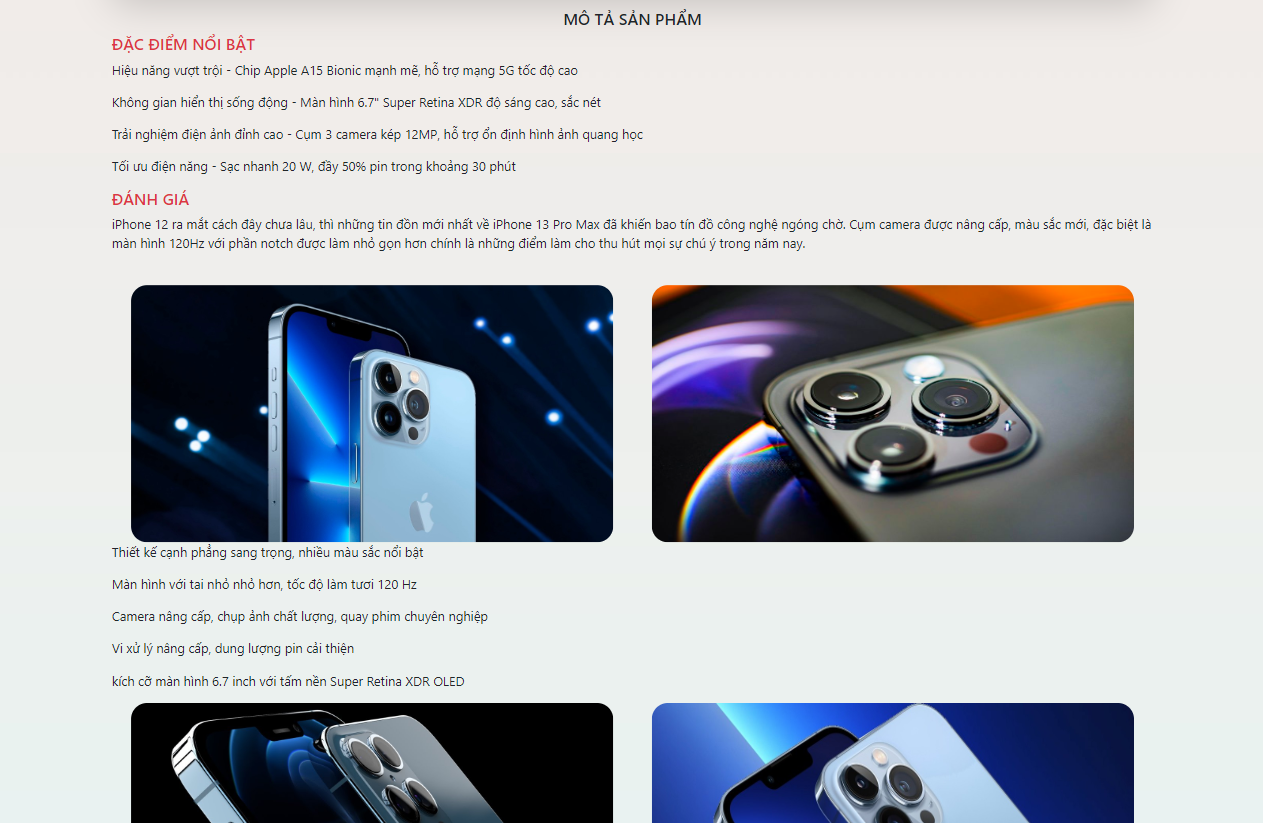 MÔ TẢ SẢN PHẨM
ĐẶC ĐIỂM NỔI BẬT
Hiệu năng vượt trội - Chip Apple A15 Bionic mạnh mẽ, hỗ trợ mạng 5G tốc độ cao
Không gian hiển thị sống động - Màn hình 6.7" Super Retina XDR độ sáng cao, sắc nét
Trải nghiệm điện ảnh đỉnh cao - Cụm 3 camera kép 12MP, hỗ trợ ổn định hình ảnh quang học
Tối ưu điện năng - Sạc nhanh 20 W, đầy 50% pin trong khoảng 30 phút
ĐÁNH GIÁ
iPhone 12 ra mắt cách đây chưa lâu, thì những tin đồn mới nhất về iPhone 13 Pro Max đã khiến bao tín đồ công nghệ ngóng chờ. Cụm camera được nâng cấp, màu sắc mới, đặc biệt là
màn hình 120Hz với phần notch được làm nhỏ gọn hơn chính là những điểm làm cho thu hút mọi sự chú ý trong năm nay.
Thiết kế cạnh phẳng sang trọng, nhiều màu sắc nổi bật
Màn hình với tai nhỏ nhỏ hơn, tốc độ làm tươi 120 Hz
Camera nâng cấp, chụp ảnh chất lượng, quay phim chuyên nghiệp
Vi xử lý nâng cấp, dung lượng pin cải thiện
kích cỡ màn hình 6.7 inch với tấm nền Super Retina XDR OLED